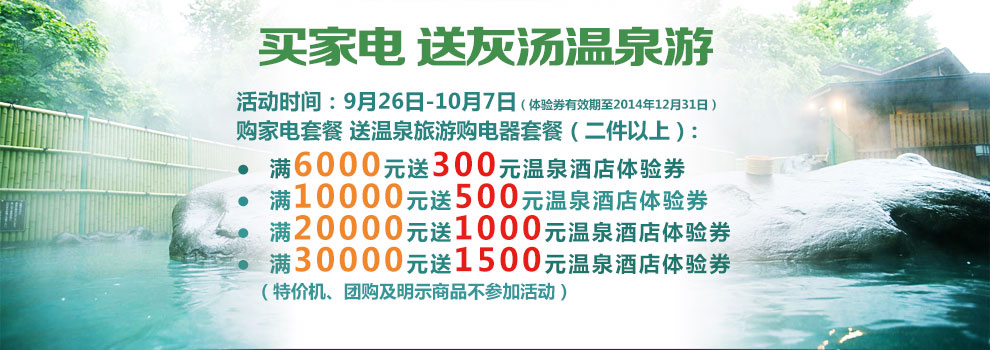 买家电 送灰汤温泉游
活动时间：9月26日-10月7日（体验券有效期至2014年12月31日）
购家电套餐 送温泉旅游购电器套餐（二件以上）:
● 满6000元送300元温泉酒店体验券
● 满10000元送500元温泉酒店体验券
● 满20000元送1000元温泉酒店体验券
● 满30000元送1500元温泉酒店体验券
（特价机、团购及明示商品不参加活动）